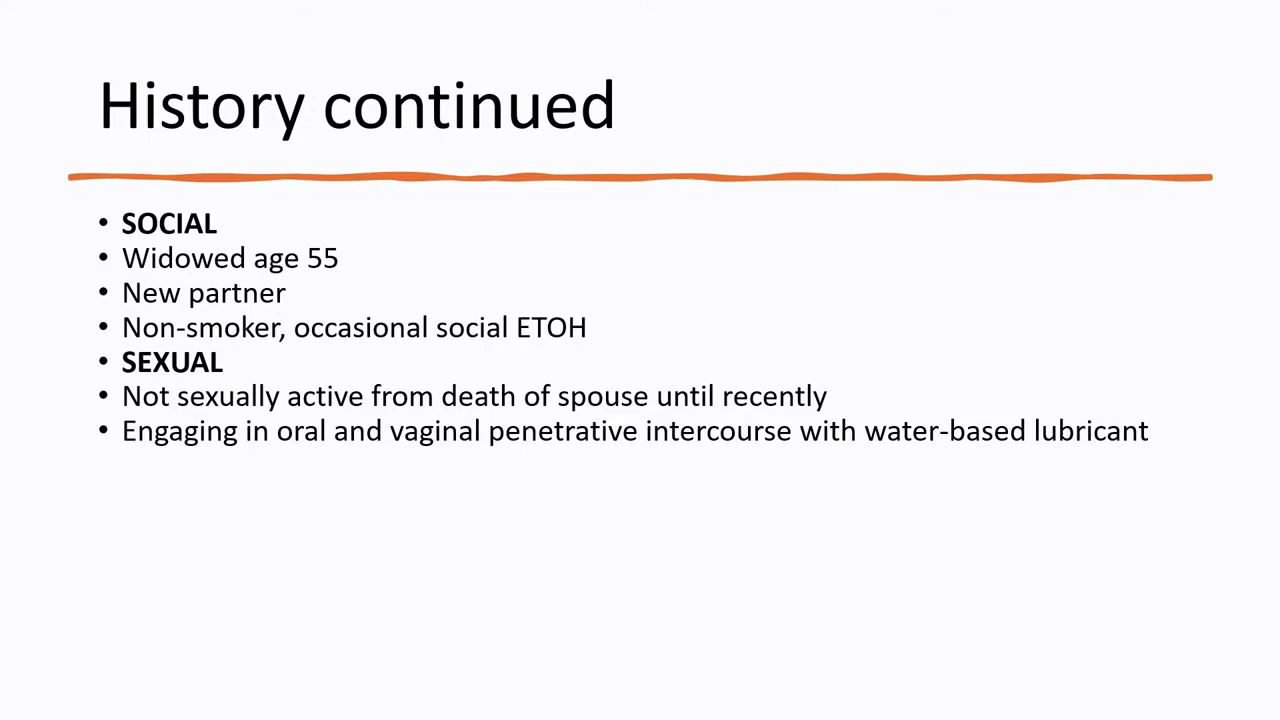 History continued
• SOCIAL
• Widowed age 55
• New partner
• Non-smoker, occasional social ETOH
• SEXUAL
• Not sexually active from death of spouse until recently
• Engaging in oral and vaginal penetrative intercourse with water-based lubricant